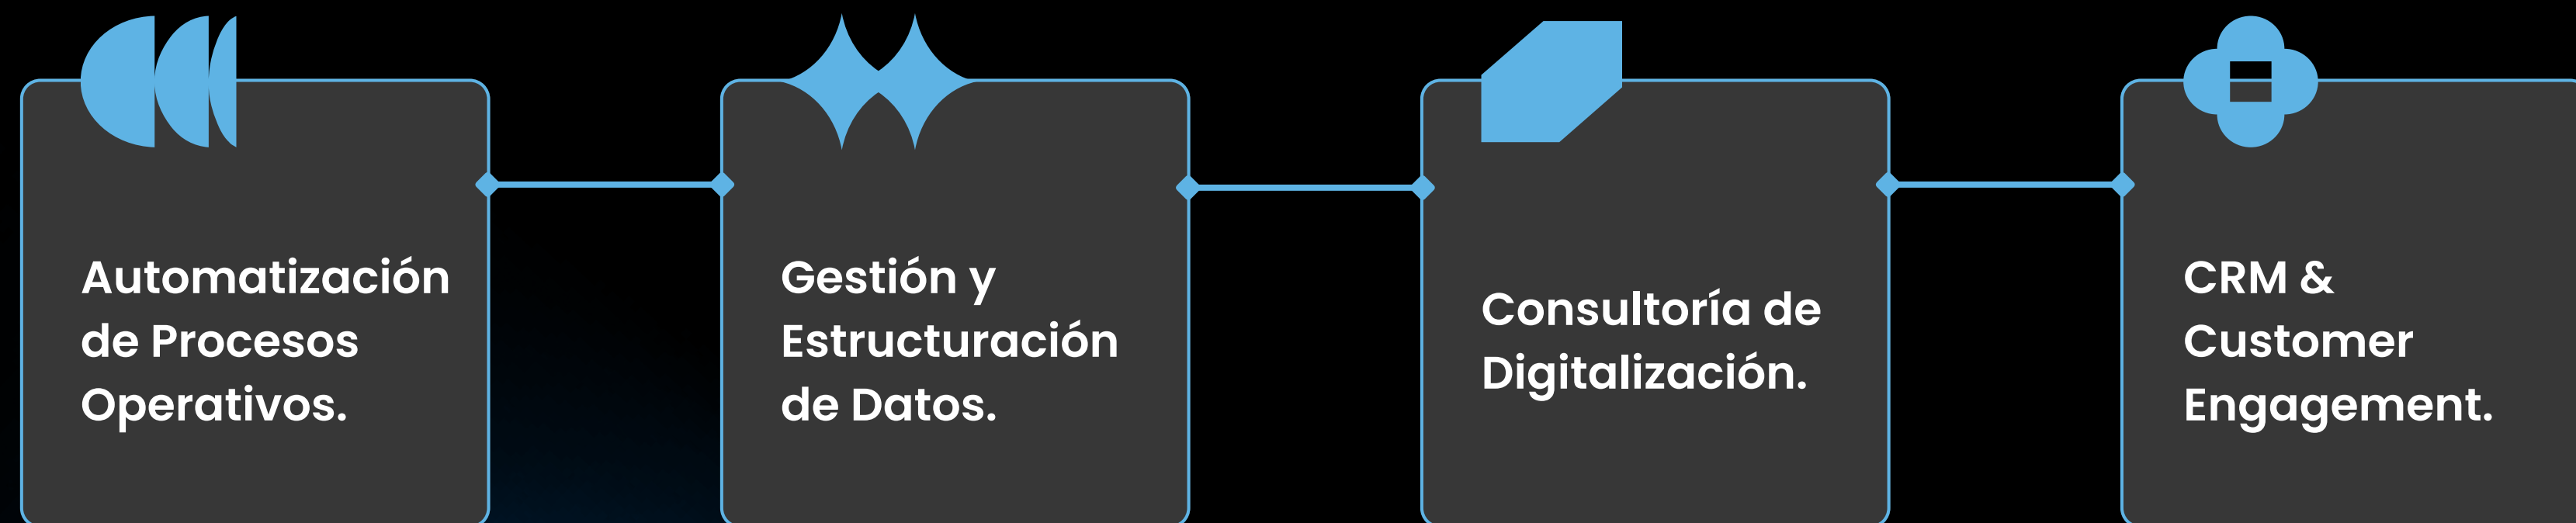 Automatización
de Procesos
Operativos.
Gestión y
Estructuración
de Datos.
Consultoría de
Digitalización.
CRM &
Customer
Engagement.